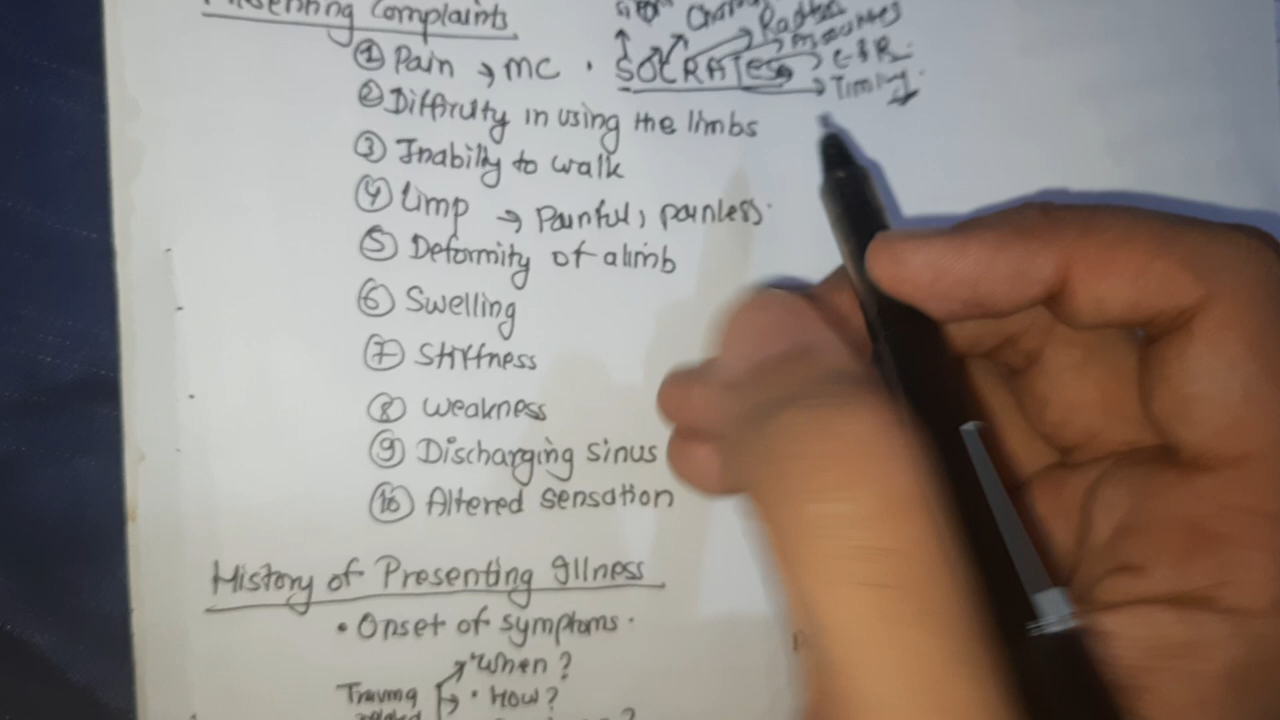 Presenting Complaints
① Pain → MC · SOCRATES
E & R
Timing
② Difficulty in using the limbs
③ Inability to walk
④ Limp → Painful, painless.
⑤ Deformity of a limb
⑥ Swelling
⑦ Stiffness
⑧ Weakness
⑨ Discharging sinus
⑩ Altered sensation
History of Presenting Illness
• Onset of symptoms.
• When ?
Trauma • How ?